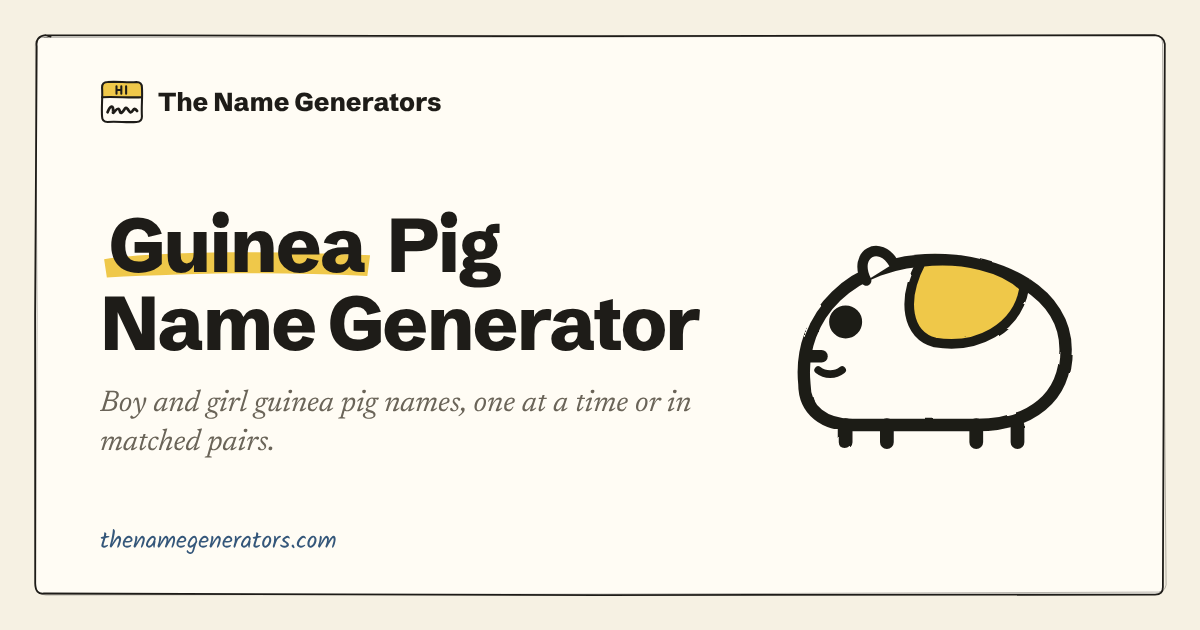 HI
The Name Generators
Guinea Pig
Name Generator
Boy and girl guinea pig names, one at a time or in
matched pairs.
thenamegenerators.com